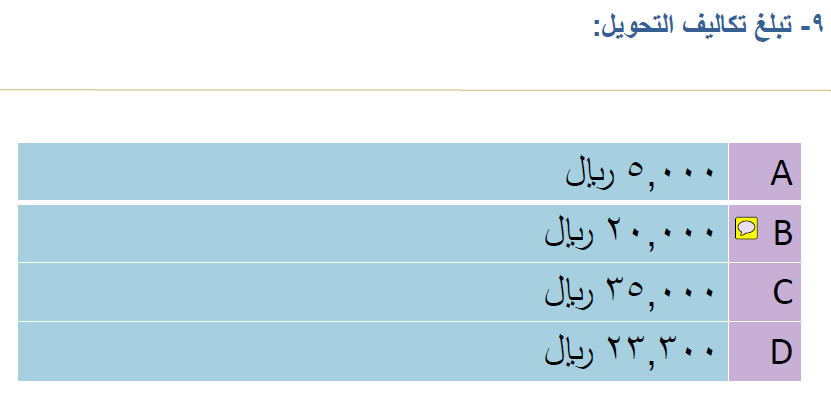 ٩- تبلغ تكاليف التحويل:
A ٥,٠٠٠ ريال
B ٢٠,٠٠٠ ريال
C ٣٥,٠٠٠ ريال
D ٢٣,٣٠٠ ريال